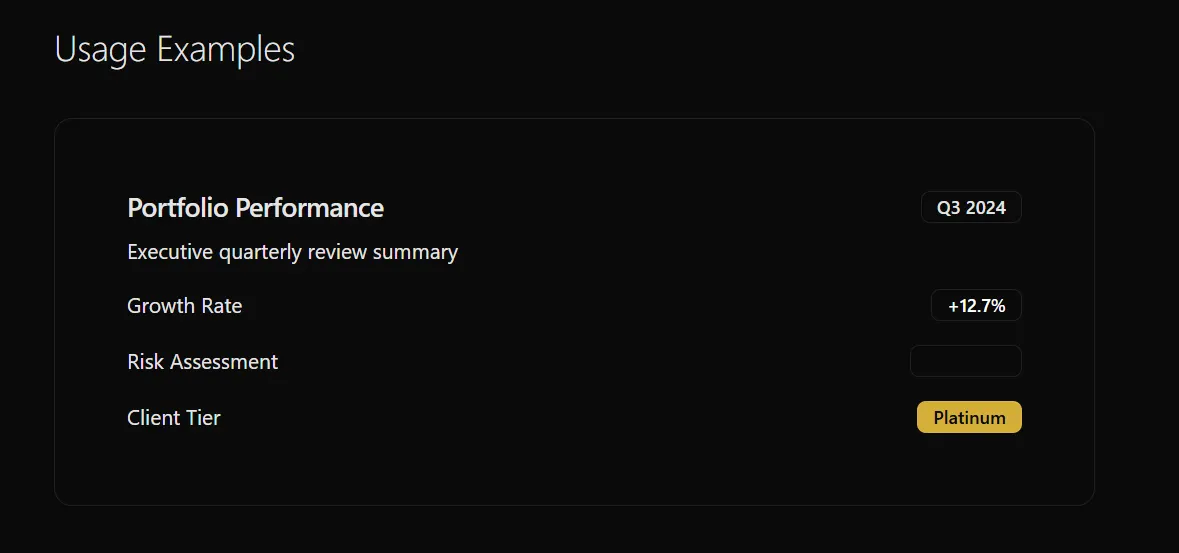 Usage Examples
Portfolio Performance
Q3 2024
Executive quarterly review summary
Growth Rate
+12.7%
Risk Assessment
Client Tier
Platinum